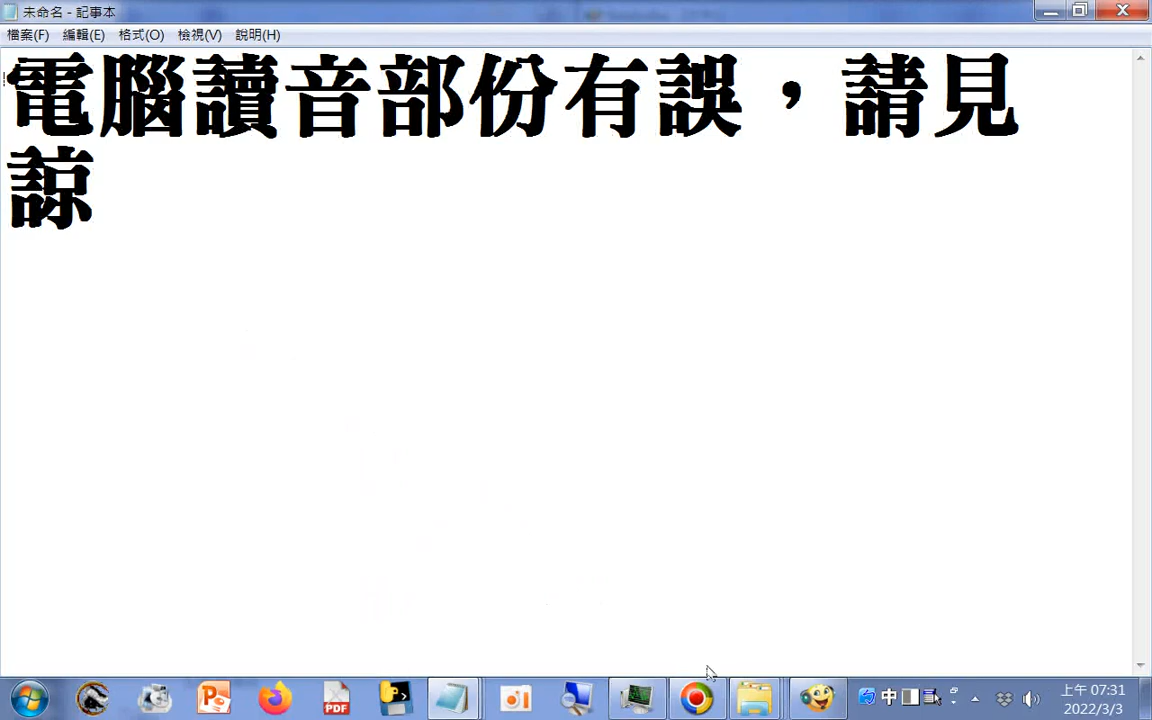 未命名 - 記事本
檔案(F) 編輯(E) 格式(O) 檢視(V) 說明(H)
電腦讀音部份有誤，請見
諒
中
上午 07:31
2022/3/3